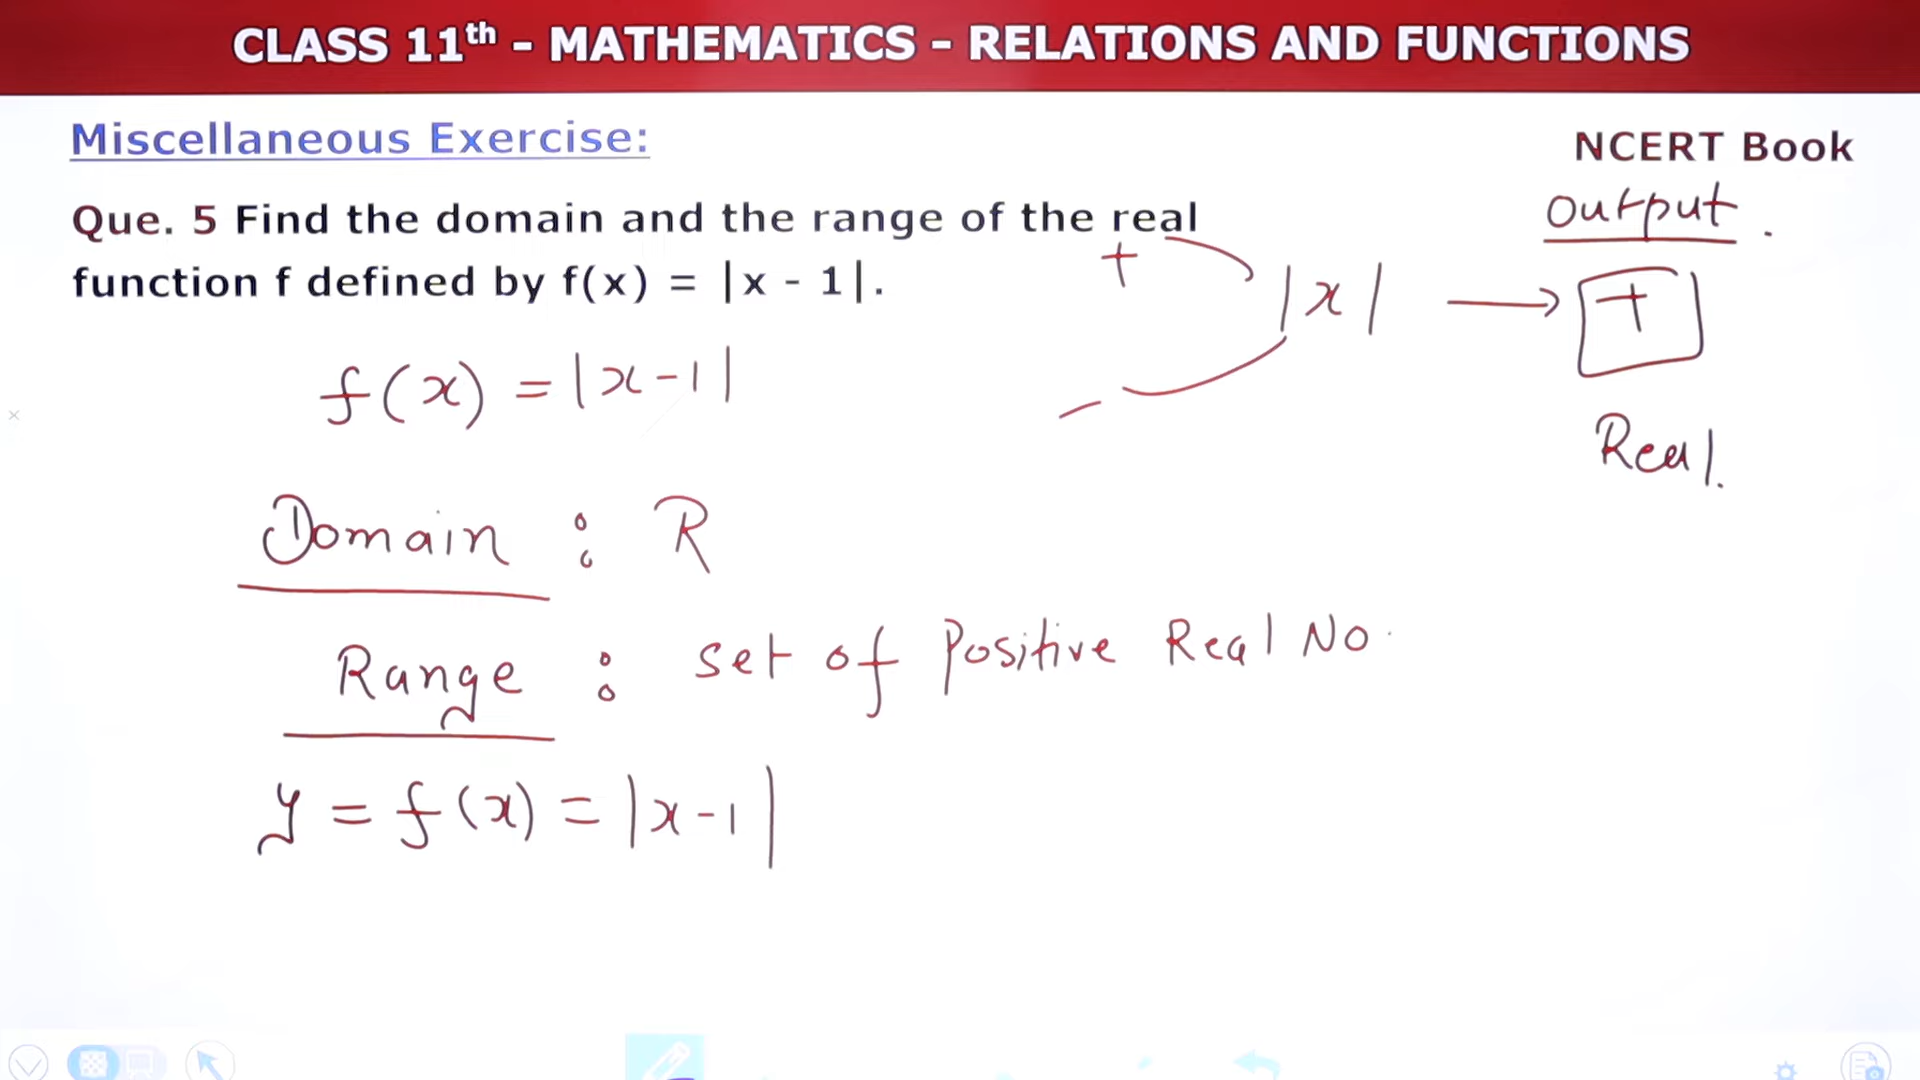 CLASS 11th - MATHEMATICS - RELATIONS AND FUNCTIONS
Miscellaneous Exercise:
NCERT Book
Que. 5 Find the domain and the range of the real
function f defined by f(x) = |x - 1|.
output.
+
|x| → +
-
Real.
f(x) = |x-1|
Domain : R
Range : set of Positive Real No.
y = f(x) = |x-1|